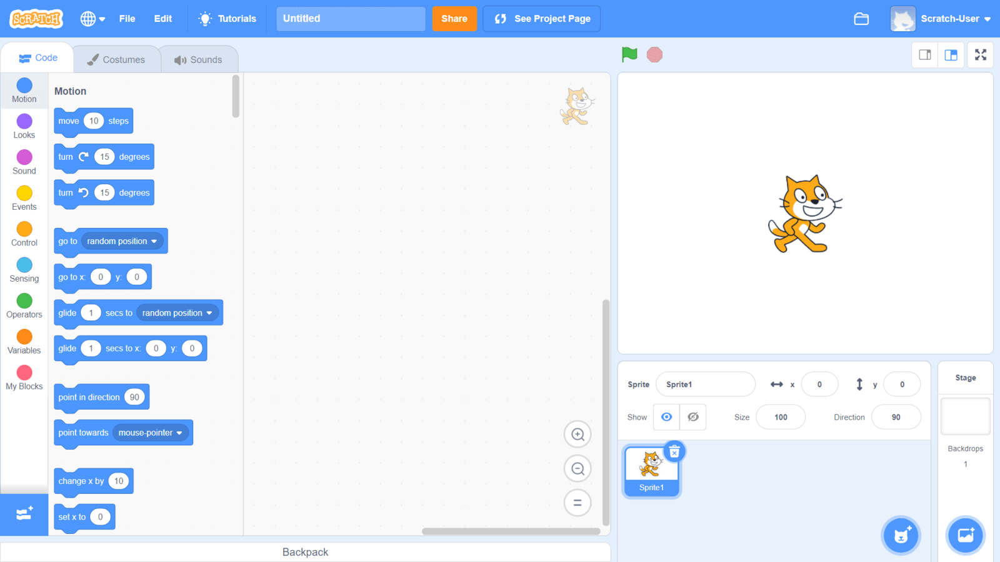 SCRATCH File Edit Tutorials Untitled Share See Project Page Scratch-User
Code Costumes Sounds
Motion
Looks
Sound
Events
Control
Sensing
Operators
Variables
My Blocks
Motion
move 10 steps
turn 15 degrees
turn 15 degrees
go to random position
go to x: 0 y: 0
glide 1 secs to random position
glide 1 secs to x: 0 y: 0
point in direction 90
point towards mouse-pointer
change x by 10
set x to 0
Backpack
Sprite Sprite1 x 0 y 0
Show Size 100 Direction 90
Sprite1
Stage
Backdrops
1